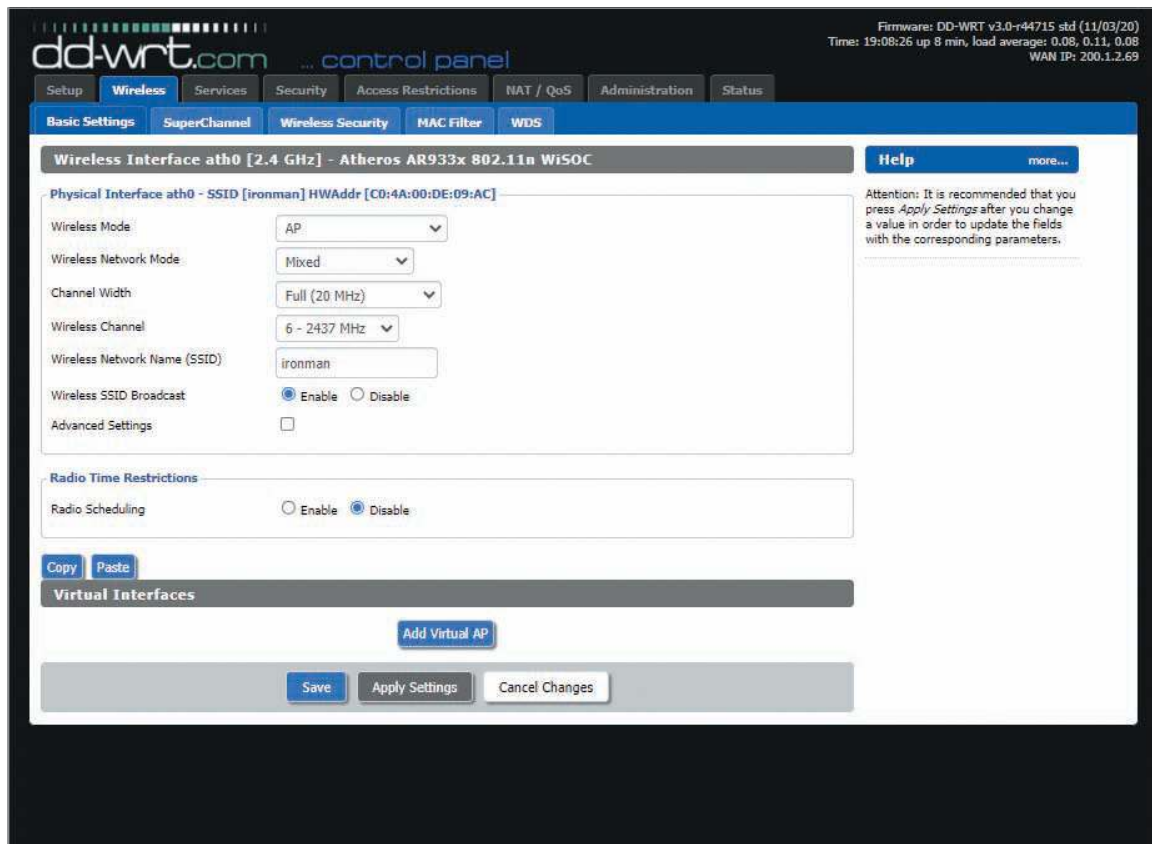 dd-wrt.com ... control panel
Firmware: DD-WRT v3.0-r44715 std (11/03/20)
Time: 19:08:26 up 8 min, load average: 0.08, 0.11, 0.08
WAN IP: 200.1.2.69
Setup Wireless Services Security Access Restrictions NAT / QoS Administration Status
Basic Settings SuperChannel Wireless Security MAC Filter WDS
Wireless Interface ath0 [2.4 GHz] - Atheros AR933x 802.11n WiSOC
Physical Interface ath0 - SSID [ironman] HWAddr [C0:4A:00:DE:09:AC]
Wireless Mode AP
Wireless Network Mode Mixed
Channel Width Full (20 MHz)
Wireless Channel 6 - 2437 MHz
Wireless Network Name (SSID) ironman
Wireless SSID Broadcast Enable Disable
Advanced Settings
Radio Time Restrictions
Radio Scheduling Enable Disable
Copy Paste
Virtual Interfaces
Add Virtual AP
Save Apply Settings Cancel Changes
Help more...
Attention: It is recommended that you
press Apply Settings after you change
a value in order to update the fields
with the corresponding parameters.